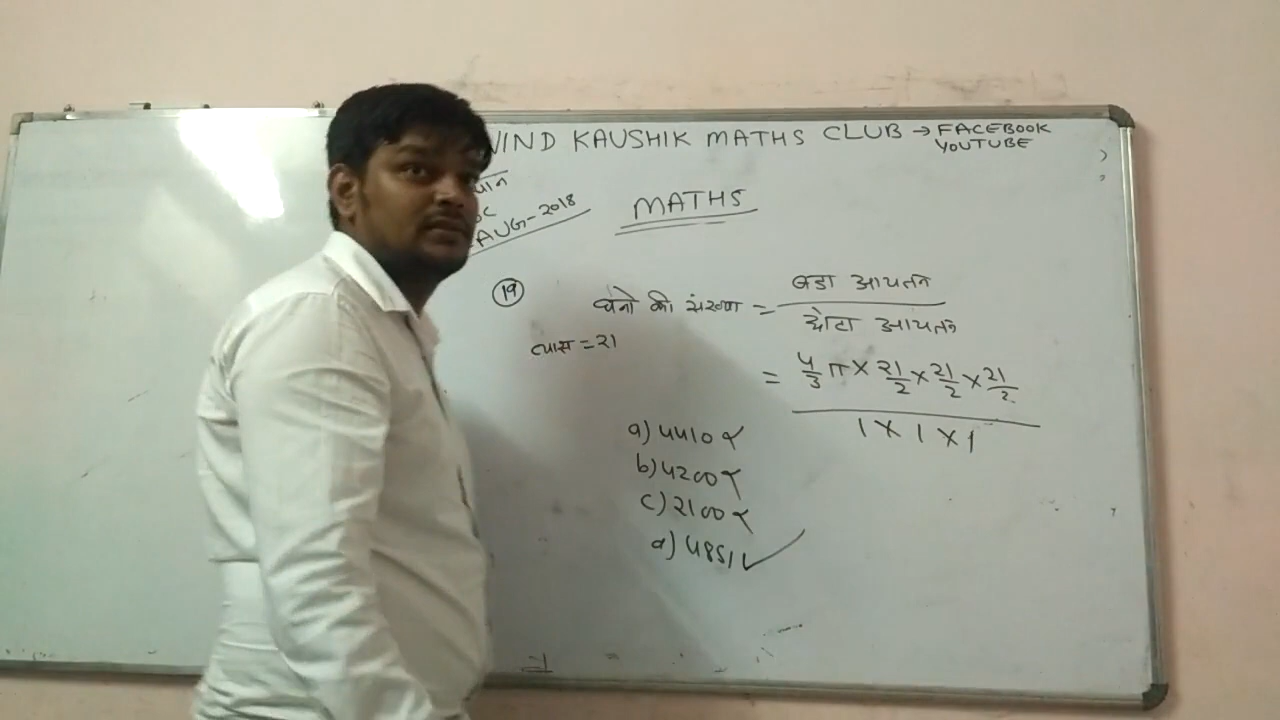 VIND KAUSHIK MATHS CLUB → FACEBOOK
YOUTUBE
AUG-2018
MATHS
19
घनो की संख्या = बडा आयतन / छोटा आयतन
व्यास = 21
= 4/3 π × 21/2 × 21/2 × 21/2
1 × 1 × 1
a) 4410 ×
b) 4200 ×
c) 2100 ×
d) 4851 ✓